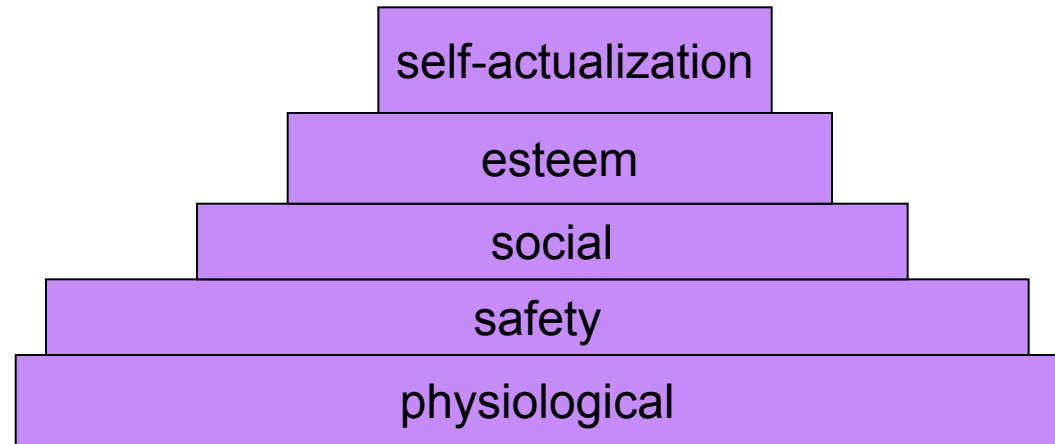 self-actualization
esteem
social
safety
physiological